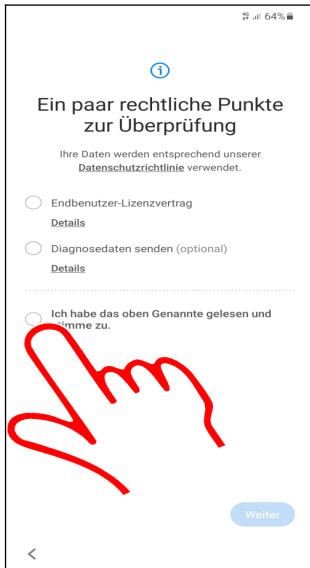 64%
Ein paar rechtliche Punkte
zur Überprüfung
Ihre Daten werden entsprechend unserer
Datenschutzrichtlinie verwendet.
Endbenutzer-Lizenzvertrag
Details
Diagnosedaten senden (optional)
Details
Ich habe das oben Genannte gelesen und
stimme zu.
Weiter